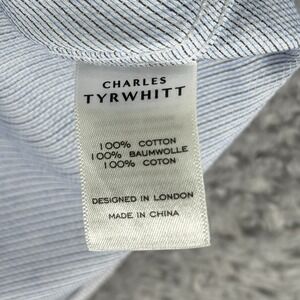 CHARLES
TYRWHITT
100% COTTON
100% BAUMWOLLE
100% COTON
DESIGNED IN LONDON
MADE IN CHINA